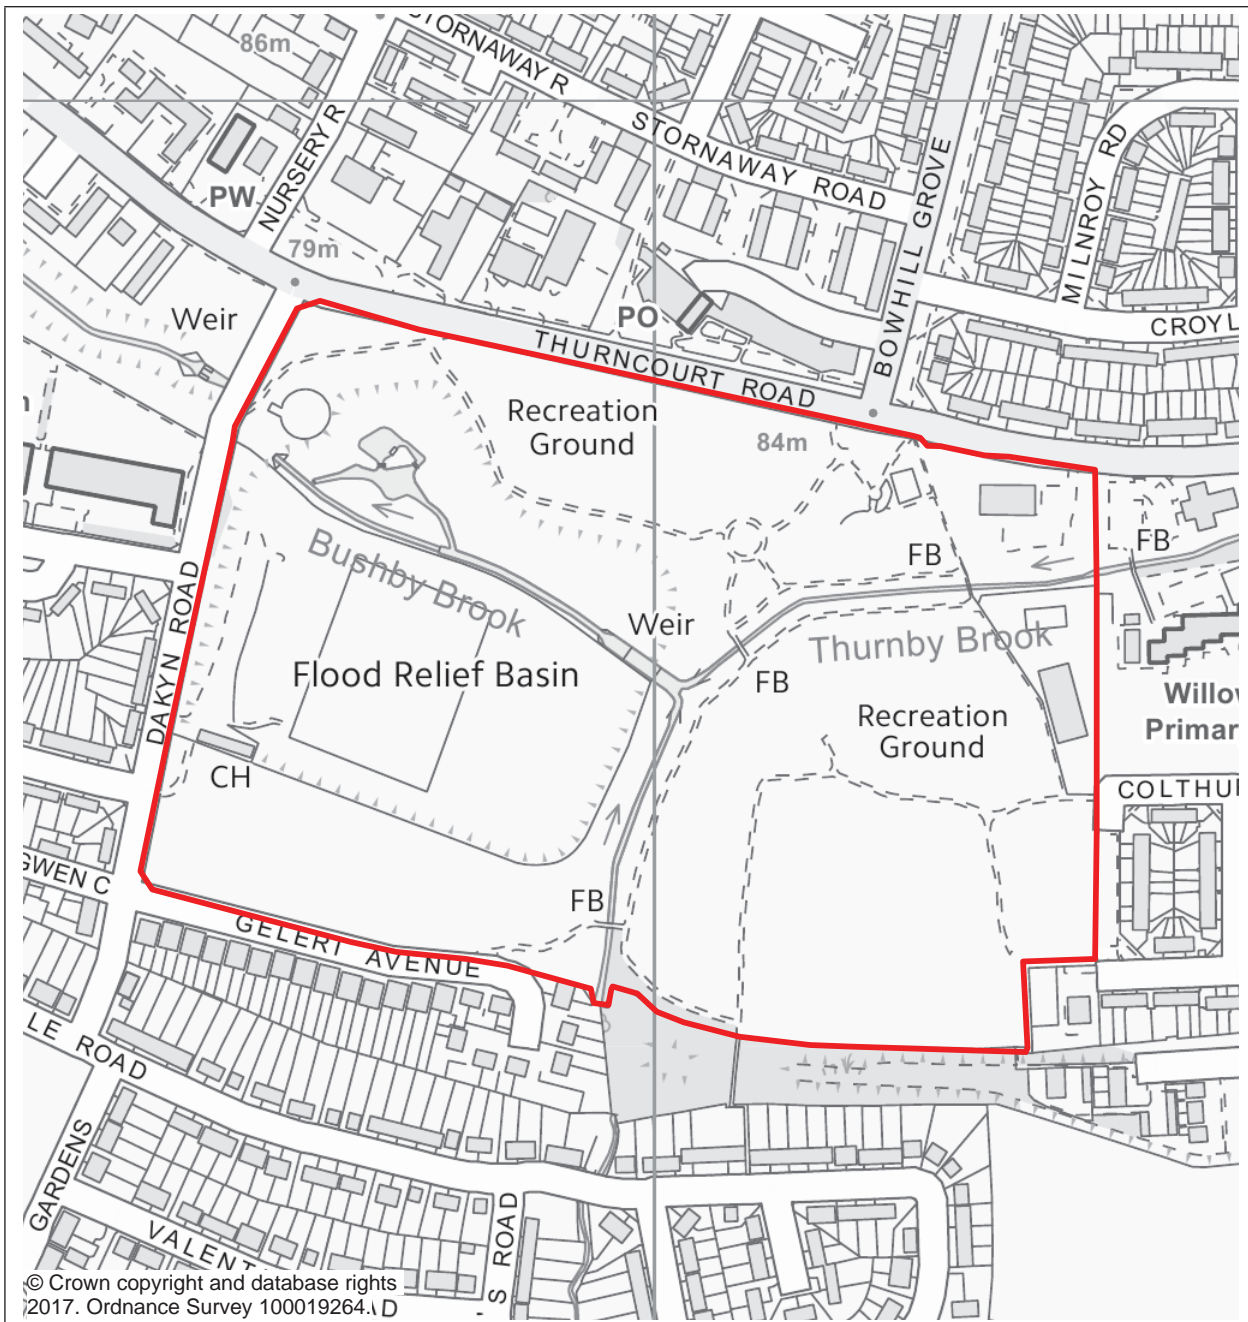 86m
STORNAWAY R
STORNAWAY ROAD
NURSERY R
PW
79m
BOWHILL GROVE
MILNROY RD
CROYL
Weir
PO
THURNCOURT ROAD
84m
Recreation
Ground
FB
FB
Bushby Brook
Weir
Thurnby Brook
FB
Flood Relief Basin
Recreation
Ground
DAKYN ROAD
CH
Willow
Primar
COLTHU
GWEN C
FB
GELERT AVENUE
LE ROAD
GARDENS
VALENT
S ROAD
© Crown copyright and database rights
2017. Ordnance Survey 100019264.
D